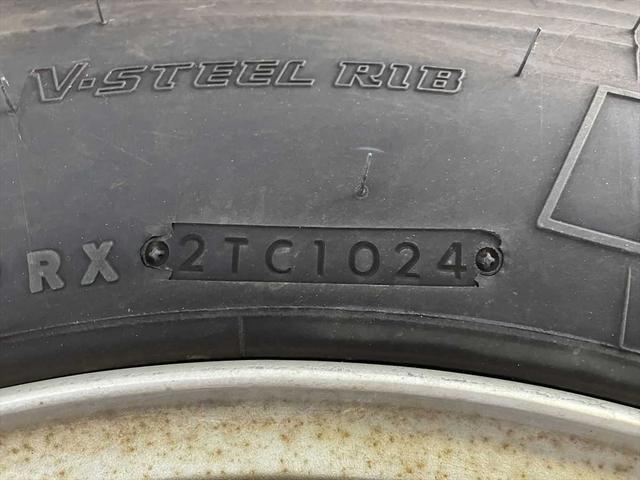 V-STEEL RIB
RX 2TC1024